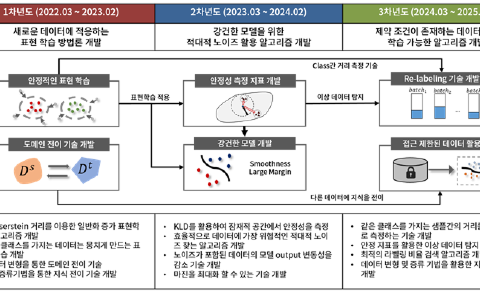 1차년도 (2022.03 ~ 2023.02)
2차년도 (2023.03 ~ 2024.02)
3차년도 (2024.03 ~ 2025.
새로운 데이터에 적응하는
표현 학습 방법론 개발
강건한 모델을 위한
적대적 노이즈 활용 알고리즘 개발
제약 조건이 존재하는 데이터
학습 가능한 알고리즘 개발
Class간 거리 측정 기술
안정적인 표현 학습
안정성 측정 지표 개발
Re-labeling 기술 개발
batch₁
batch₂
...
표현학습 적용
이상 데이터 탐지
도메인 전이 기술 개발
강건한 모델 개발
접근 제한된 데이터 활용
Dˢ
Dᵗ
Smoothness
Large Margin
다른 데이터에 지식을 전이
serstein 거리를 이용한 일반화 증가 표현학
고리즘 개발
클래스를 가지는 데이터는 뭉치게 만드는 표
습 개발
터 변형을 통한 도메인 전이 기술
증류기법을 통한 지식 전이 기술 개발
• KLD를 활용하여 잠재적 공간에서 안정성을 측정
• 효율적으로 데이터에 가장 위험적인 적대적 노이
즈 찾는 알고리즘 개발
• 노이즈가 포함된 데이터의 모델 output 변동성을
감소 기술 개발
• 마진을 최대화 할 수 있는 기술 개발
• 같은 클래스를 가지는 샘플간의 거리를
로 측정하는 기술 개발
• 안정 지표를 활용한 이상 데이터 탐지
• 최적의 리벨링 비율 검색 알고리즘 개발
• 데이터 변형 및 증류 기법을 활용한 지
전이 기술 개발